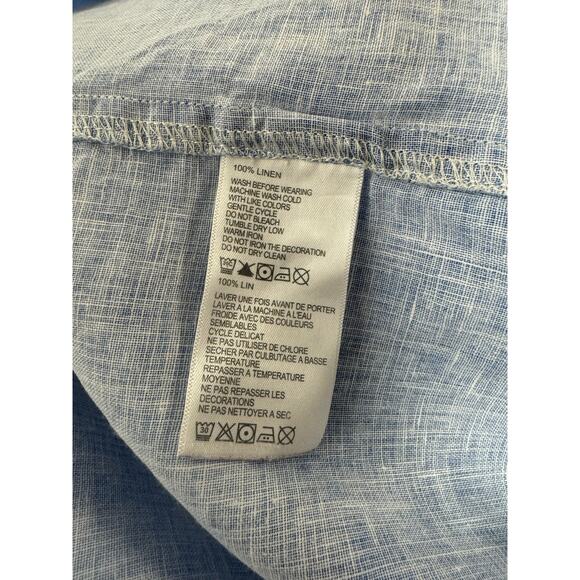 100% LINEN
WASH BEFORE WEARING
MACHINE WASH COLD
WITH LIKE COLORS
GENTLE CYCLE
DO NOT BLEACH
TUMBLE DRY LOW
WARM IRON
DO NOT IRON THE DECORATION
DO NOT DRY CLEAN
100% LIN
LAVER UNE FOIS AVANT DE PORTER
LAVER A LA MACHINE A L'EAU
FROIDE AVEC DES COULEURS
SEMBLABLES
CYCLE DELICAT
NE PAS UTILISER DE CHLORE
SECHER PAR CULBUTAGE A BASSE
TEMPERATURE
REPASSER A TEMPERATURE
MOYENNE
NE PAS REPASSER LES
DECORATIONS
NE PAS NETTOYER A SEC
30